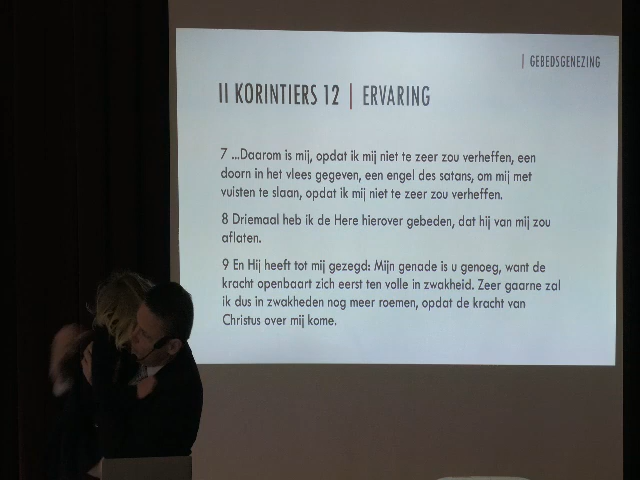 | GEBEDSGENEZING
II KORINTIERS 12 | ERVARING
7 ...Daarom is mij, opdat ik mij niet te zeer zou verheffen, een
doorn in het vlees gegeven, een engel des satans, om mij met
vuisten te slaan, opdat ik mij niet te zeer zou verheffen.
8 Driemaal heb ik de Here hierover gebeden, dat hij van mij zou
aflaten.
9 En Hij heeft tot mij gezegd: Mijn genade is u genoeg, want de
kracht openbaart zich eerst ten volle in zwakheid. Zeer gaarne zal
ik dus in zwakheden nog meer roemen, opdat de kracht van
Christus over mij kome.